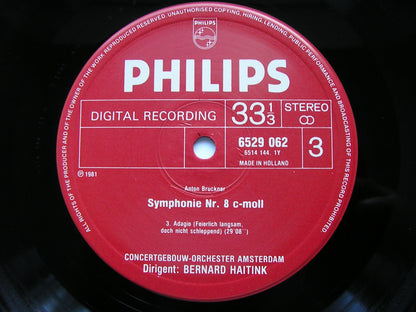 ALL RIGHTS OF THE PRODUCER AND OF THE OWNER OF THE WORK REPRODUCED RESERVED. UNAUTHORISED COPYING, HIRING, LENDING, PUBLIC PERFORMANCE AND BROADCASTING OF THIS RECORD PROHIBITED
PHILIPS
PHILIPS
DIGITAL RECORDING
33 1/3
STEREO
6529 062
6514 144.1Y
MADE IN HOLLAND
3
℗ 1981
Anton Bruckner
Symphonie Nr. 8 c-moll
3. Adagio (Feierlich langsam,
doch nicht schleppend) (29'08'')
CONCERTGEBOUW-ORCHESTER AMSTERDAM
Dirigent: BERNARD HAITINK